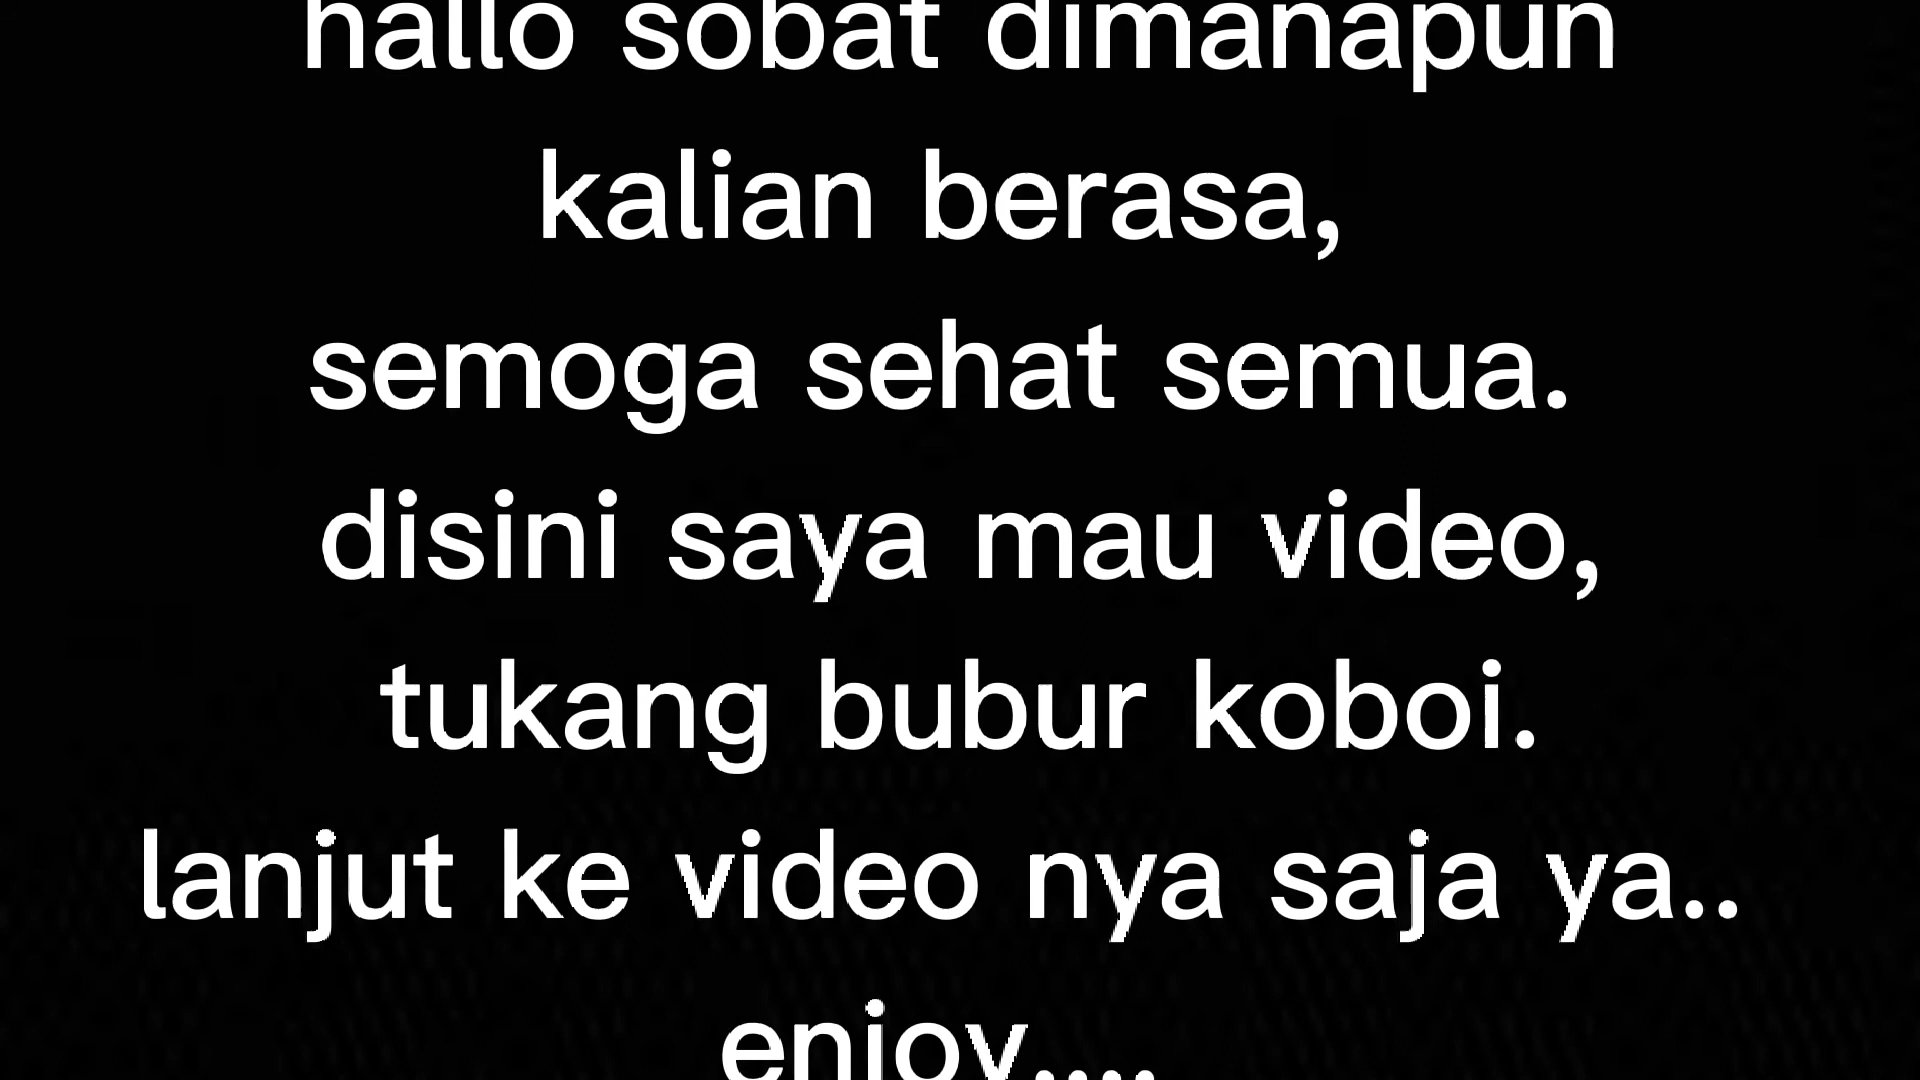 hallo sobat dimanapun
kalian berasa,
semoga sehat semua.
disini saya mau video,
tukang bubur koboi.
lanjut ke video nya saja ya..
enjoy....